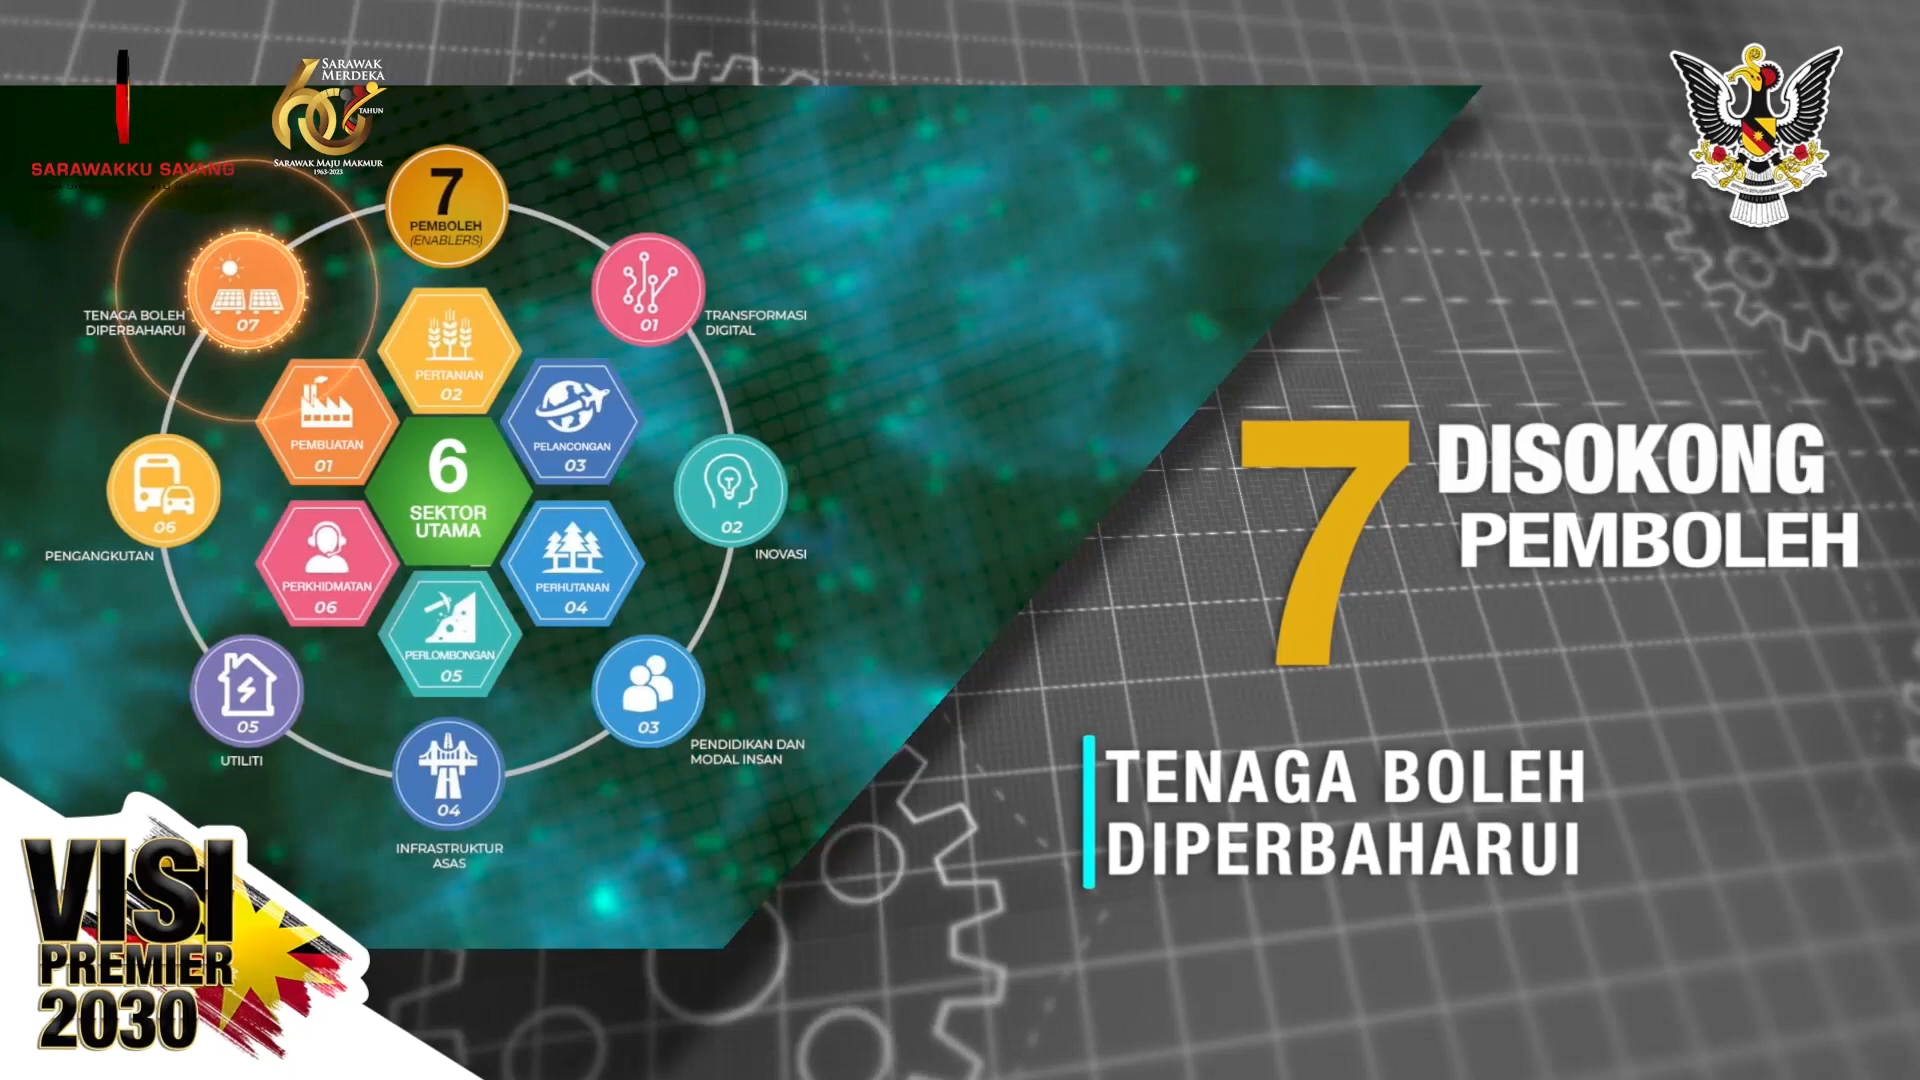 SARAWAKKU SAYANG
60
SARAWAK
MERDEKA
TAHUN
SARAWAK MAJU MAKMUR
1963-2023
7
PEMBOLEH
(ENABLERS)
TRANSFORMASI
DIGITAL
01
INOVASI
02
PENDIDIKAN DAN
MODAL INSAN
03
INFRASTRUKTUR
ASAS
04
UTILITI
05
PENGANGKUTAN
06
TENAGA BOLEH
DIPERBAHARUI
07
6
SEKTOR
UTAMA
PEMBUATAN
01
PERTANIAN
02
PELANCONGAN
03
PERHUTANAN
04
PERLOMBONGAN
05
PERKHIDMATAN
06
7 DISOKONG
PEMBOLEH
TENAGA BOLEH
DIPERBAHARUI
VISI
PREMIER
2030